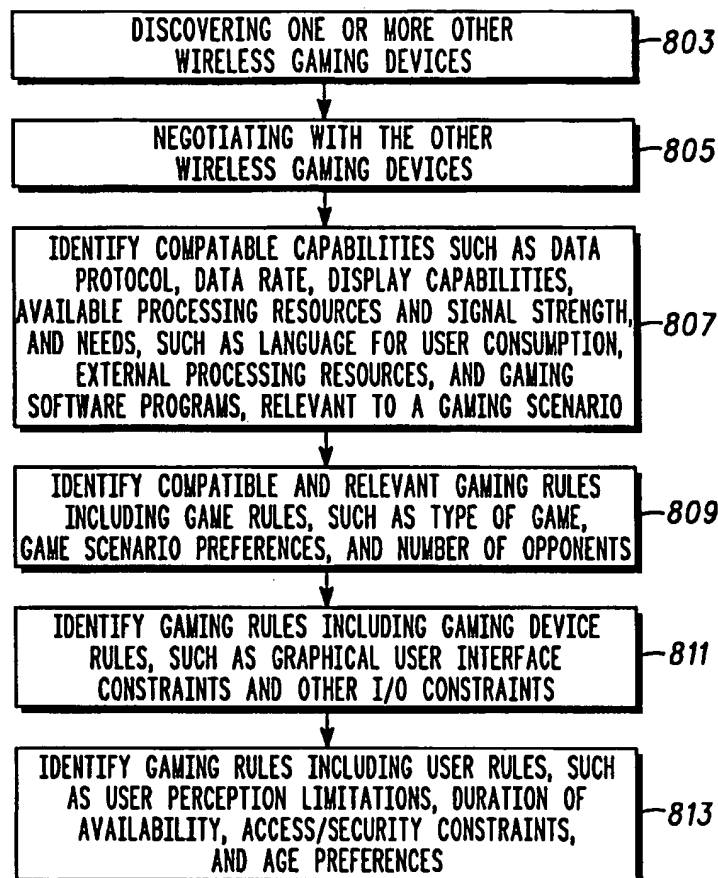 DISCOVERING ONE OR MORE OTHER
WIRELESS GAMING DEVICES
803
NEGOTIATING WITH THE OTHER
WIRELESS GAMING DEVICES
805
IDENTIFY COMPATABLE CAPABILITIES SUCH AS DATA
PROTOCOL, DATA RATE, DISPLAY CAPABILITIES,
AVAILABLE PROCESSING RESOURCES AND SIGNAL STRENGTH,
AND NEEDS, SUCH AS LANGUAGE FOR USER CONSUMPTION,
EXTERNAL PROCESSING RESOURCES, AND GAMING
SOFTWARE PROGRAMS, RELEVANT TO A GAMING SCENARIO
807
IDENTIFY COMPATIBLE AND RELEVANT GAMING RULES
INCLUDING GAME RULES, SUCH AS TYPE OF GAME,
GAME SCENARIO PREFERENCES, AND NUMBER OF OPPONENTS
809
IDENTIFY GAMING RULES INCLUDING GAMING DEVICE
RULES, SUCH AS GRAPHICAL USER INTERFACE
CONSTRAINTS AND OTHER I/O CONSTRAINTS
811
IDENTIFY GAMING RULES INCLUDING USER RULES, SUCH
AS USER PERCEPTION LIMITATIONS, DURATION OF
AVAILABILITY, ACCESS/SECURITY CONSTRAINTS,
AND AGE PREFERENCES
813